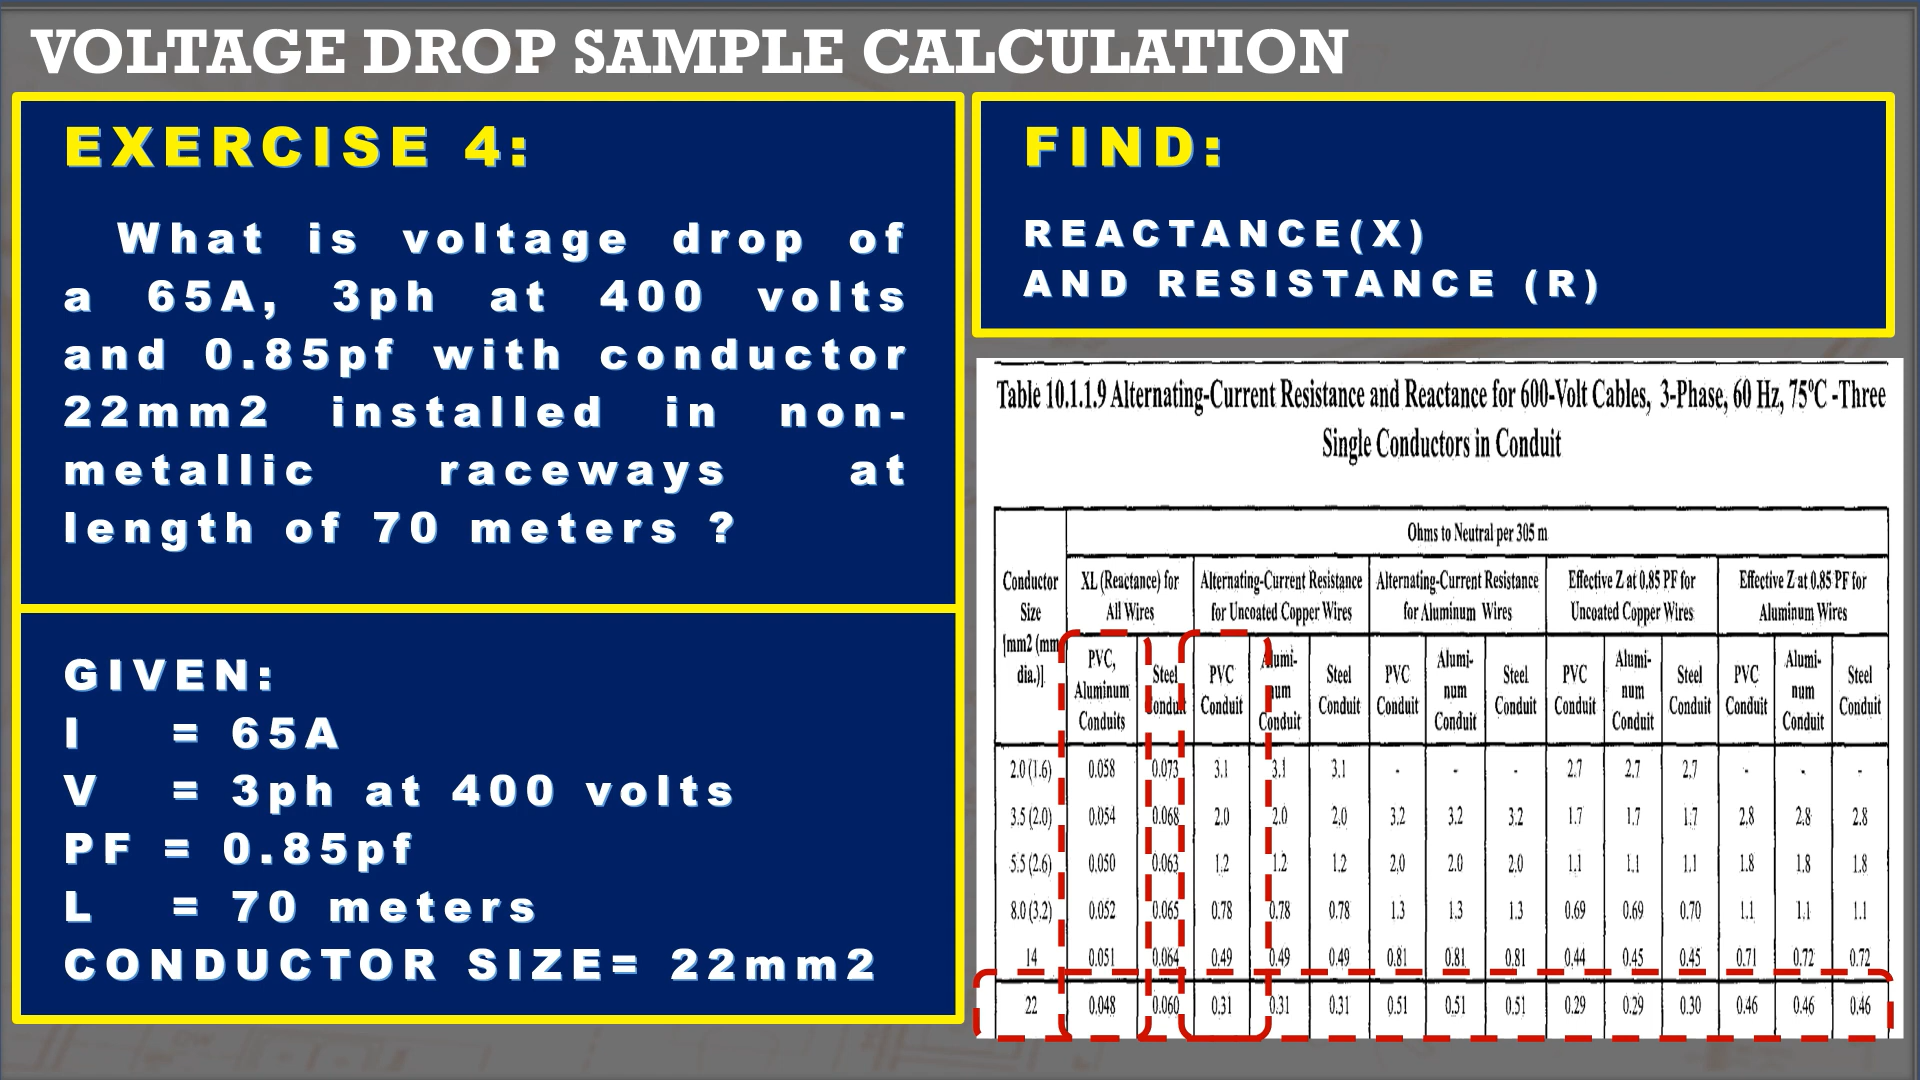 VOLTAGE DROP SAMPLE CALCULATION
EXERCISE 4:
What is voltage drop of
a 65A, 3ph at 400 volts
and 0.85pf with conductor
22mm2 installed in non-
metallic raceways at
length of 70 meters ?
GIVEN:
I = 65A
V = 3ph at 400 volts
PF = 0.85pf
L = 70 meters
CONDUCTOR SIZE= 22mm2
FIND:
REACTANCE(X)
AND RESISTANCE (R)
Table 10.1.1.9 Alternating-Current Resistance and Reactance for 600-Volt Cables, 3-Phase, 60 Hz, 75°C -Three
Single Conductors in Conduit
Ohms to Neutral per 305 m
Conductor
Size
[mm2 (mm
dia.)]
XL (Reactance) for
All Wires
Alternating-Current Resistance
for Uncoated Copper Wires
Alternating-Current Resistance
for Aluminum Wires
Effective Z at 0.85 PF for
Uncoated Copper Wires
Effective Z at 0.85 PF for
Aluminum Wires
PVC,
Aluminum
Conduits
Steel
Conduit
PVC
Conduit
Alumi-
num
Conduit
Steel
Conduit
PVC
Conduit
Alumi-
num
Conduit
Steel
Conduit
PVC
Conduit
Alumi-
num
Conduit
Steel
Conduit
PVC
Conduit
Alumi-
num
Conduit
Steel
Conduit
2.0 (1.6) 0.058 0.073 3.1 3.1 3.1 - - - 2.7 2.7 2.7 - - -
3.5 (2.0) 0.054 0.068 2.0 2.0 2.0 3.2 3.2 3.2 1.7 1.7 1.7 2.8 2.8 2.8
5.5 (2.6) 0.050 0.063 1.2 1.2 1.2 2.0 2.0 2.0 1.1 1.1 1.1 1.8 1.8 1.8
8.0 (3.2) 0.052 0.065 0.78 0.78 0.78 1.3 1.3 1.3 0.69 0.69 0.70 1.1 1.1 1.1
14 0.051 0.064 0.49 0.49 0.49 0.81 0.81 0.81 0.44 0.45 0.45 0.71 0.72 0.72
22 0.048 0.060 0.31 0.31 0.31 0.51 0.51 0.51 0.29 0.29 0.30 0.46 0.46 0.46